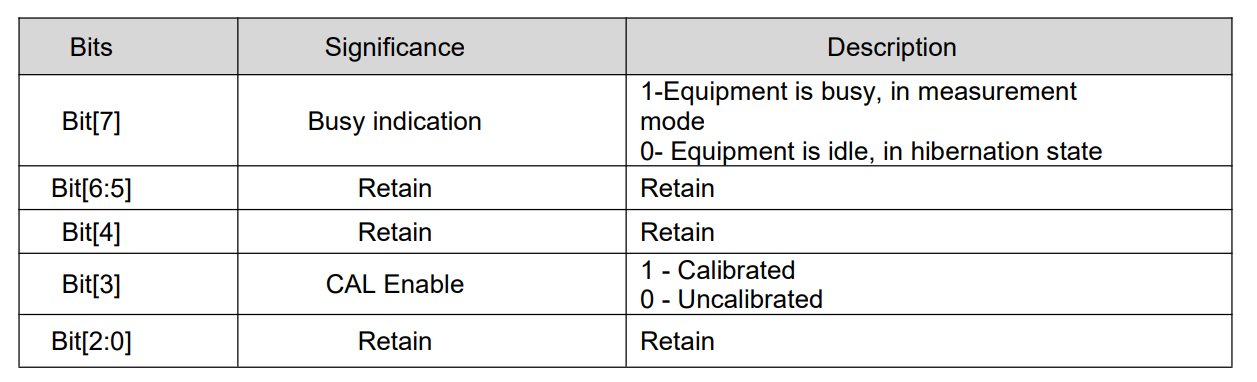 Bits Significance Description
Bit[7] Busy indication 1-Equipment is busy, in measurement
mode
0- Equipment is idle, in hibernation state
Bit[6:5] Retain Retain
Bit[4] Retain Retain
Bit[3] CAL Enable 1 - Calibrated
0 - Uncalibrated
Bit[2:0] Retain Retain